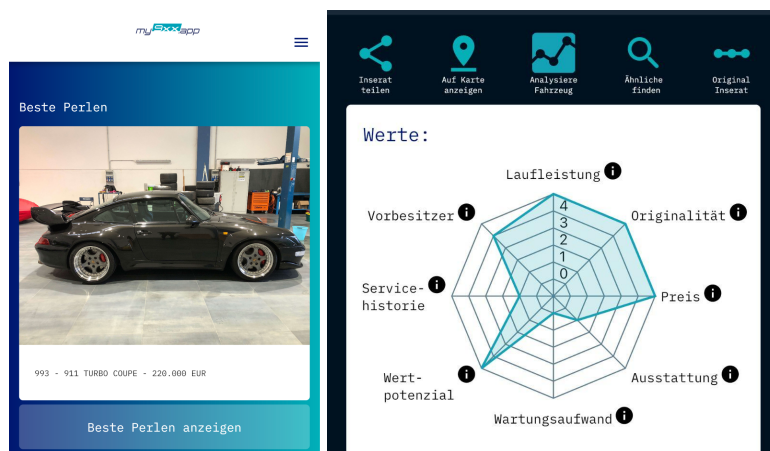 my9xxapp
Beste Perlen
993 - 911 TURBO COUPE - 220.000 EUR
Beste Perlen anzeigen
Inserat
teilen
Auf Karte
anzeigen
Analysiere
Fahrzeug
Ähnliche
finden
Original
Inserat
Werte:
Laufleistung
Originalität
Preis
Ausstattung
Wartungsaufwand
Wert-
potenzial
Service-
historie
Vorbesitzer
4
3
2
1
0